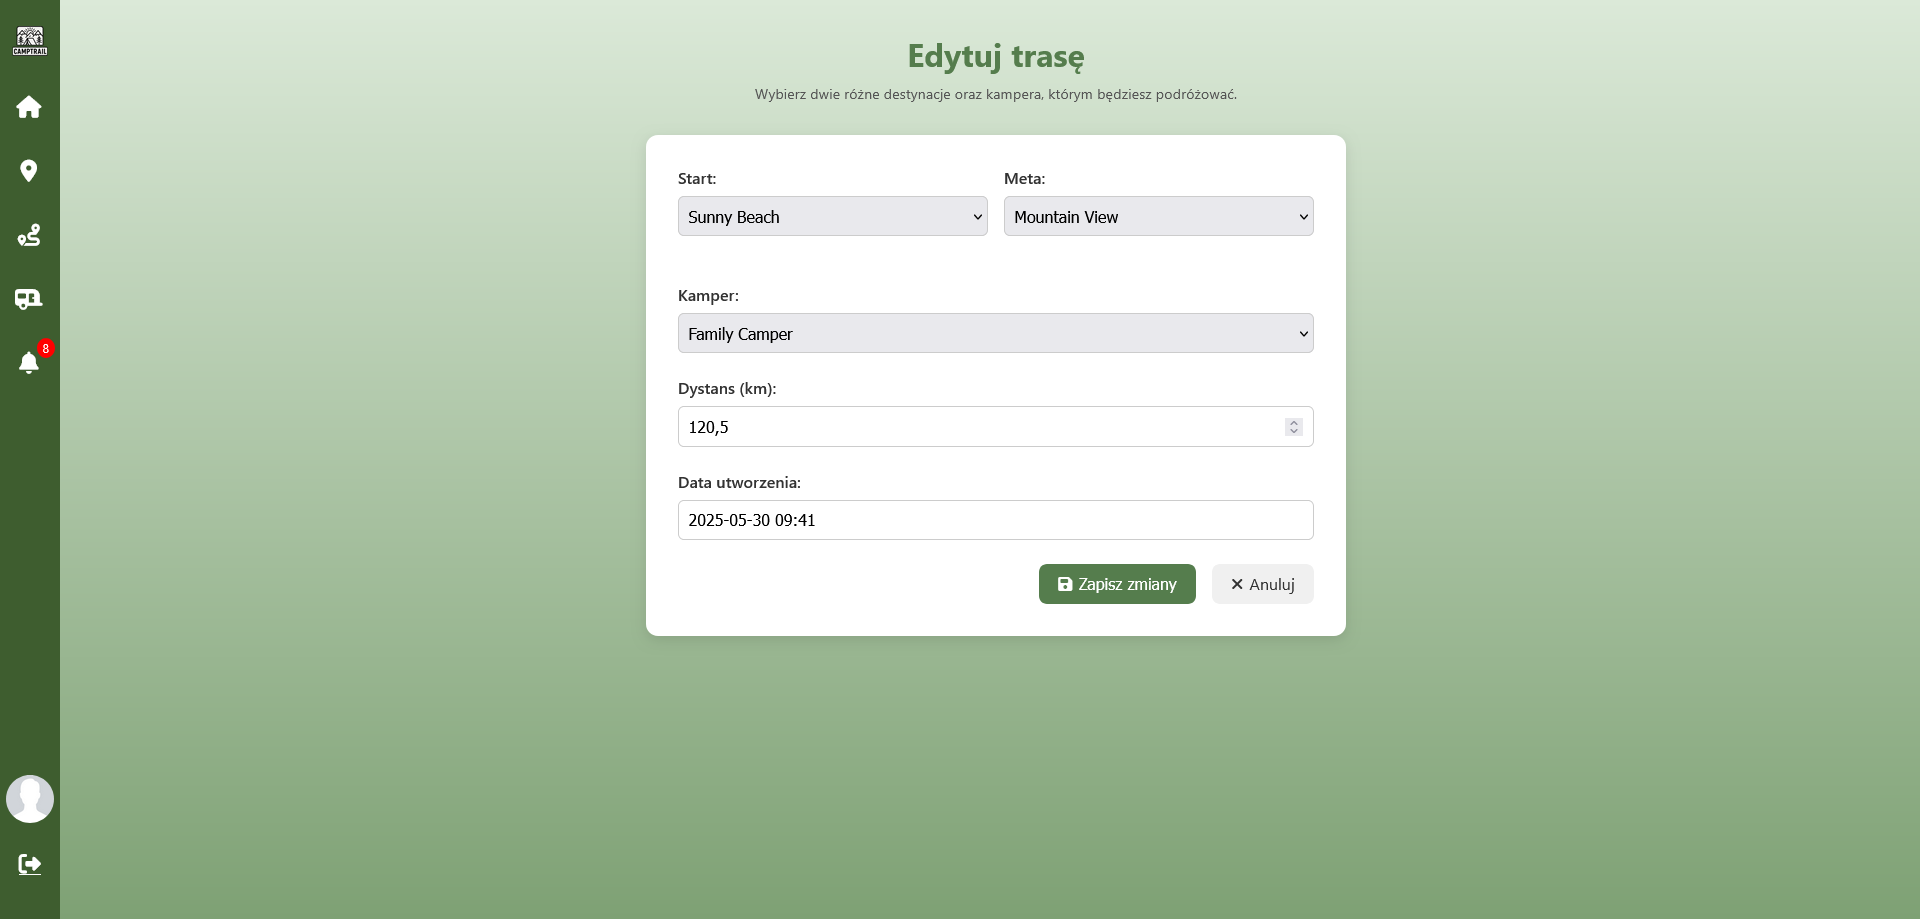 CAMPTRAIL
8
Edytuj trasę
Wybierz dwie różne destynacje oraz kampera, którym będziesz podróżować.
Start:
Meta:
Sunny Beach
Mountain View
Kamper:
Family Camper
Dystans (km):
120,5
Data utworzenia:
2025-05-30 09:41
Zapisz zmiany
Anuluj